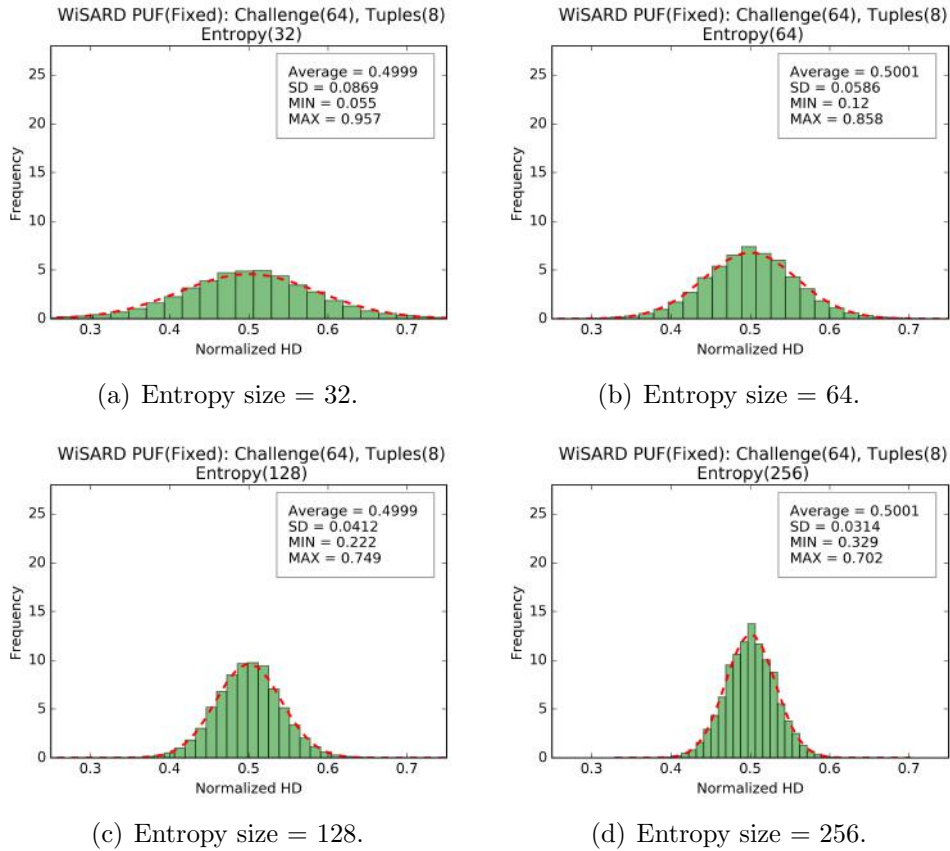 WiSARD PUF(Fixed): Challenge(64), Tuples(8)
Entropy(32)
Average = 0.4999
SD = 0.0869
MIN = 0.055
MAX = 0.957
Frequency
25
20
15
10
5
0
0.3 0.4 0.5 0.6 0.7
Normalized HD
(a) Entropy size = 32.
WiSARD PUF(Fixed): Challenge(64), Tuples(8)
Entropy(64)
Average = 0.5001
SD = 0.0586
MIN = 0.12
MAX = 0.858
Frequency
25
20
15
10
5
0
0.3 0.4 0.5 0.6 0.7
Normalized HD
(b) Entropy size = 64.
WiSARD PUF(Fixed): Challenge(64), Tuples(8)
Entropy(128)
Average = 0.4999
SD = 0.0412
MIN = 0.222
MAX = 0.749
Frequency
25
20
15
10
5
0
0.3 0.4 0.5 0.6 0.7
Normalized HD
(c) Entropy size = 128.
WiSARD PUF(Fixed): Challenge(64), Tuples(8)
Entropy(256)
Average = 0.5001
SD = 0.0314
MIN = 0.329
MAX = 0.702
Frequency
25
20
15
10
5
0
0.3 0.4 0.5 0.6 0.7
Normalized HD
(d) Entropy size = 256.